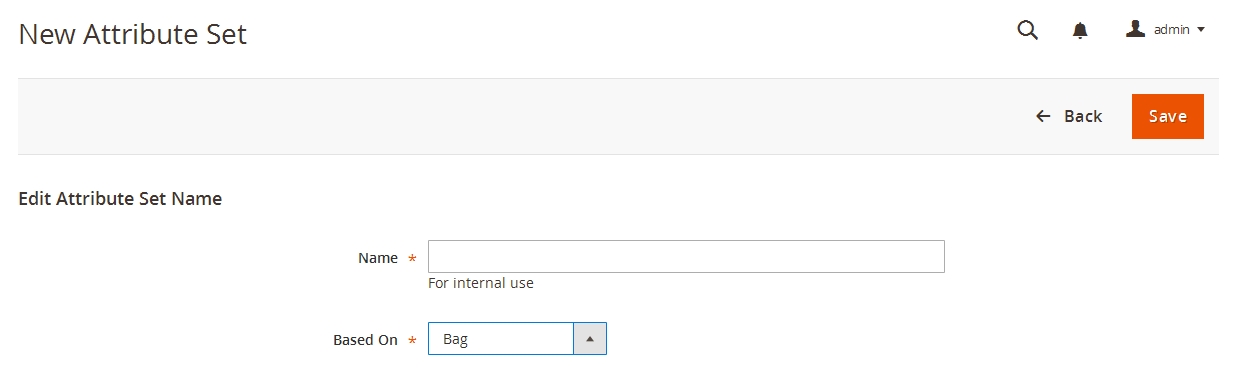 New Attribute Set
admin
Back
Save
Edit Attribute Set Name
Name *
For internal use
Based On *
Bag